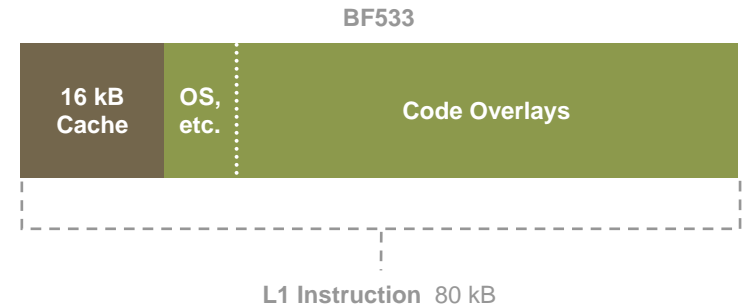 BF533
16 kB
Cache
OS,
etc.
Code Overlays
L1 Instruction 80 kB